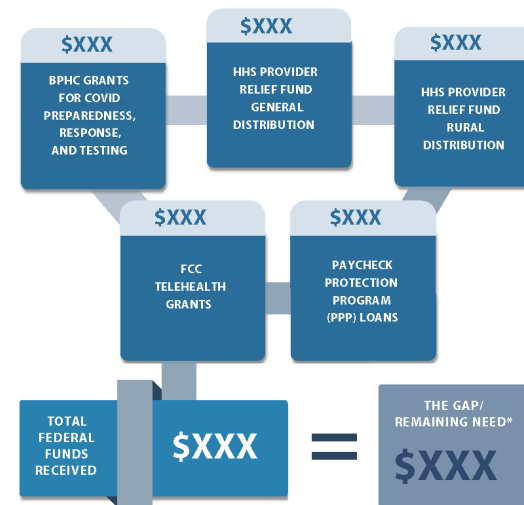 $XXX
BPHC GRANTS
FOR COVID
PREPAREDNESS,
RESPONSE,
AND TESTING
$XXX
HHS PROVIDER
RELIEF FUND
GENERAL
DISTRIBUTION
$XXX
HHS PROVIDER
RELIEF FUND
RURAL
DISTRIBUTION
$XXX
FCC
TELEHEALTH
GRANTS
$XXX
PAYCHECK
PROTECTION
PROGRAM
(PPP) LOANS
TOTAL
FEDERAL
FUNDS
RECEIVED
$XXX
=
THE GAP/
REMAINING NEED*
$XXX